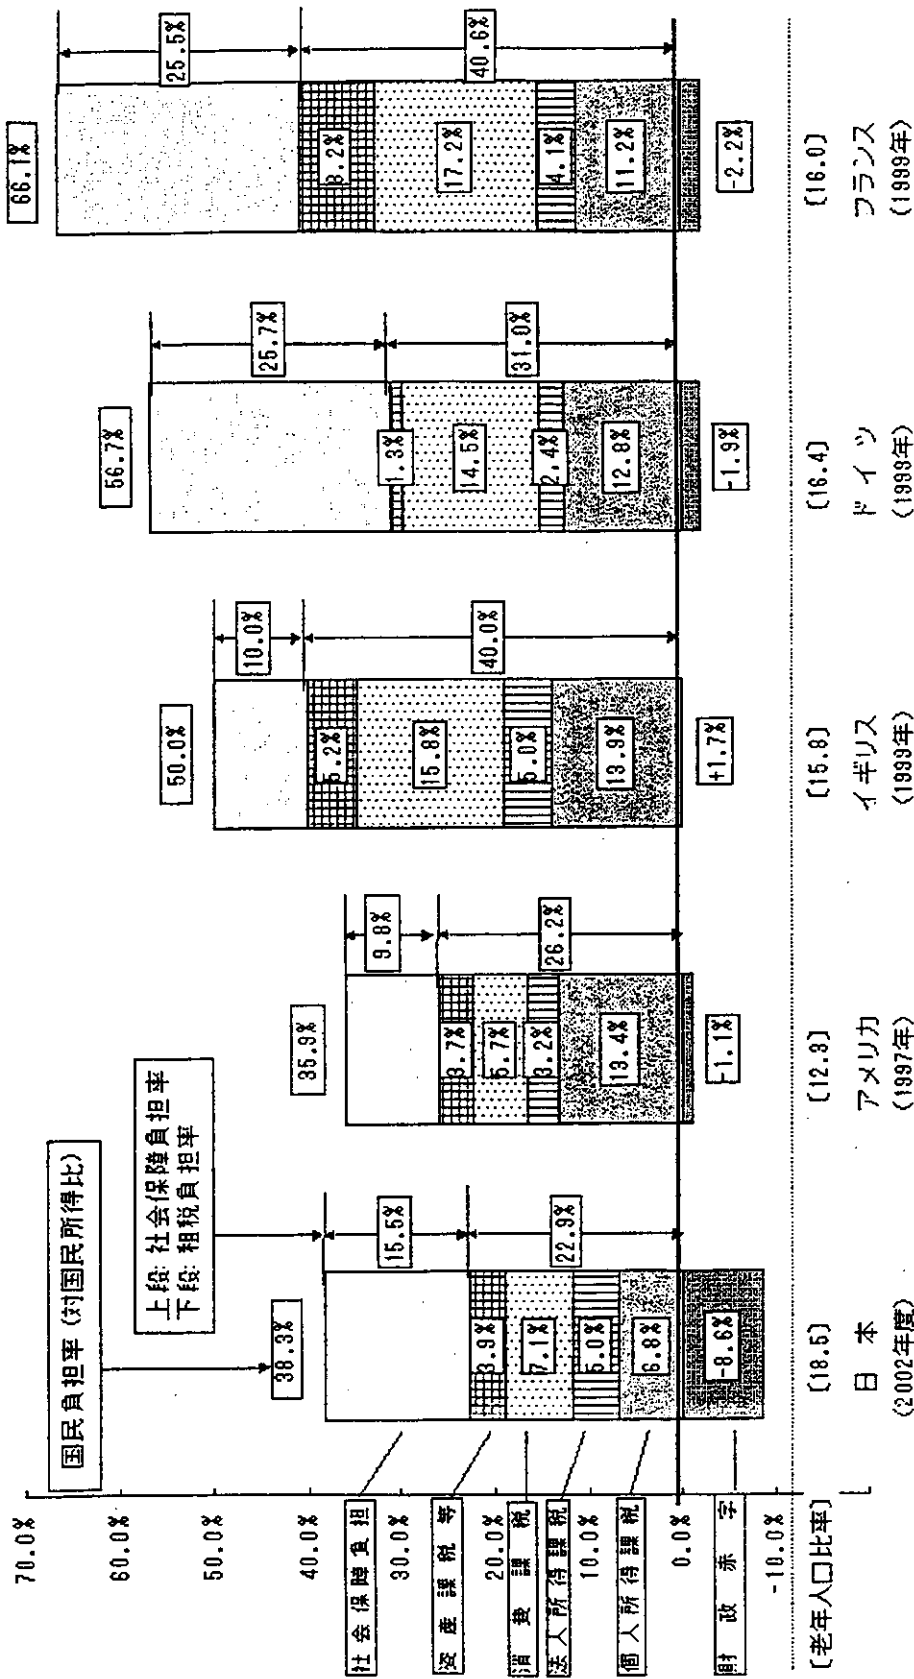 国民負担率(対国民所得比)
上段:社会保障負担率
下段:租税負担率
70.0%
60.0%
50.0%
40.0%
30.0%
20.0%
10.0%
0.0%
-10.0%
社会保障負担
資産課税等
消費課税
法人所得課税
個人所得課税
財政赤字
[老年人口比率]
38.3%
15.5%
22.9%
3.9%
7.1%
5.0%
6.8%
-8.6%
[18.5]
日本
(2002年度)
35.9%
9.8%
26.2%
3.7%
5.7%
3.2%
13.4%
-1.1%
[12.3]
アメリカ
(1997年)
50.0%
10.0%
40.0%
5.2%
15.8%
5.0%
13.9%
+1.7%
[15.8]
イギリス
(1999年)
56.7%
25.7%
31.0%
1.3%
14.5%
2.4%
12.8%
-1.9%
[16.4]
ドイツ
(1999年)
66.1%
25.5%
40.6%
8.2%
17.2%
4.1%
11.2%
-2.2%
[16.0]
フランス
(1999年)